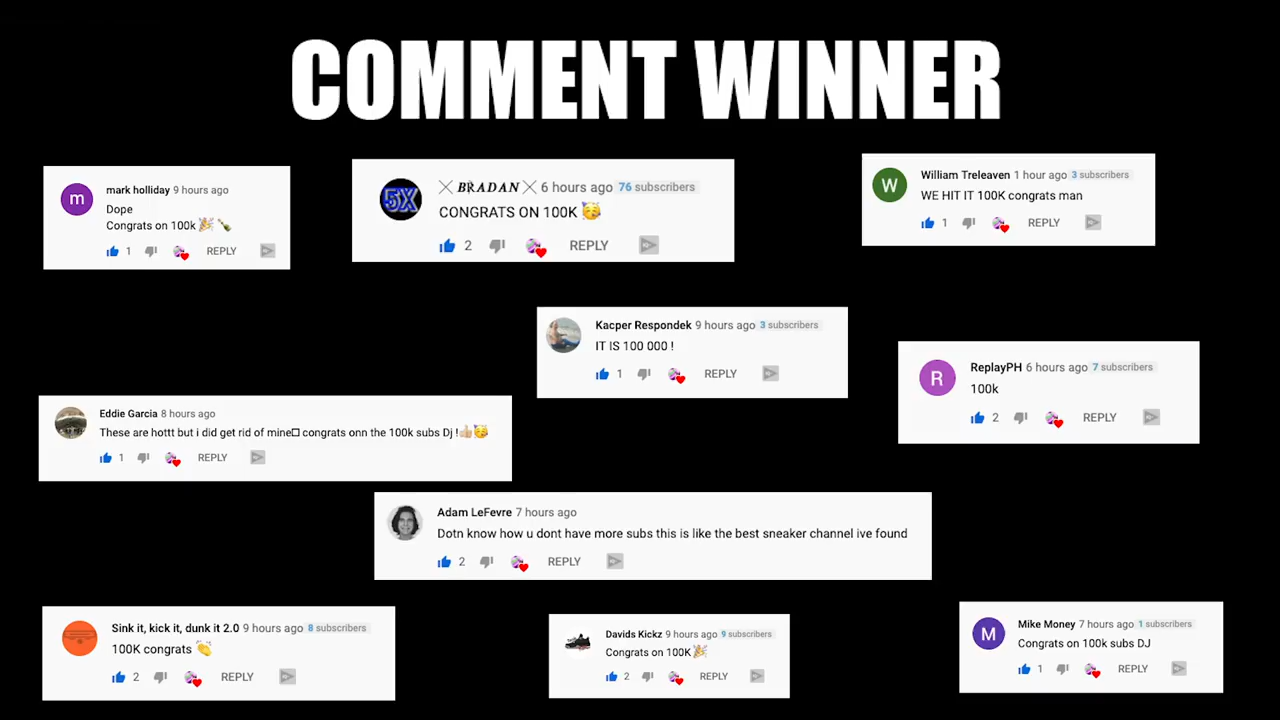 COMMENT WINNER
m
mark holliday 9 hours ago
Dope
Congrats on 100k 🎉 🍾
1 REPLY
5X
╳ BRADAN ╳ 6 hours ago 76 subscribers
CONGRATS ON 100K 🥳
2 REPLY
W
William Treleaven 1 hour ago 3 subscribers
WE HIT IT 100K congrats man
1 REPLY
Kacper Respondek 9 hours ago 3 subscribers
IT IS 100 000 !
1 REPLY
R
ReplayPH 6 hours ago 7 subscribers
100k
2 REPLY
Eddie Garcia 8 hours ago
These are hottt but i did get rid of mine□ congrats onn the 100k subs Dj !👍🏼🥳
1 REPLY
Adam LeFevre 7 hours ago
Dotn know how u dont have more subs this is like the best sneaker channel ive found
2 REPLY
Sink it, kick it, dunk it 2.0 9 hours ago 8 subscribers
100K congrats 👏
2 REPLY
Davids Kickz 9 hours ago 9 subscribers
Congrats on 100K🎉
2 REPLY
M
Mike Money 7 hours ago 1 subscribers
Congrats on 100k subs DJ
1 REPLY